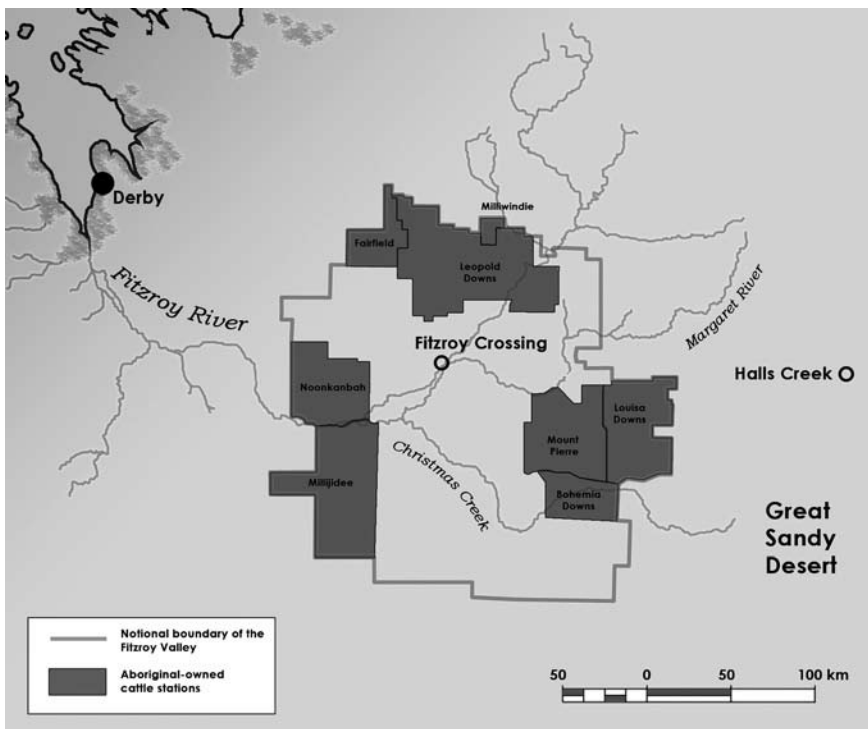 Derby
Milliwindie
Fairfield
Leopold
Downs
Fitzroy River
Margaret River
Fitzroy Crossing
Halls Creek
Noonkanbah
Louisa
Downs
Mount
Pierre
Christmas Creek
Millijidee
Bohemia
Downs
Great
Sandy
Desert
Notional boundary of the
Fitzroy Valley
Aboriginal-owned
cattle stations
50 0 50 100 km